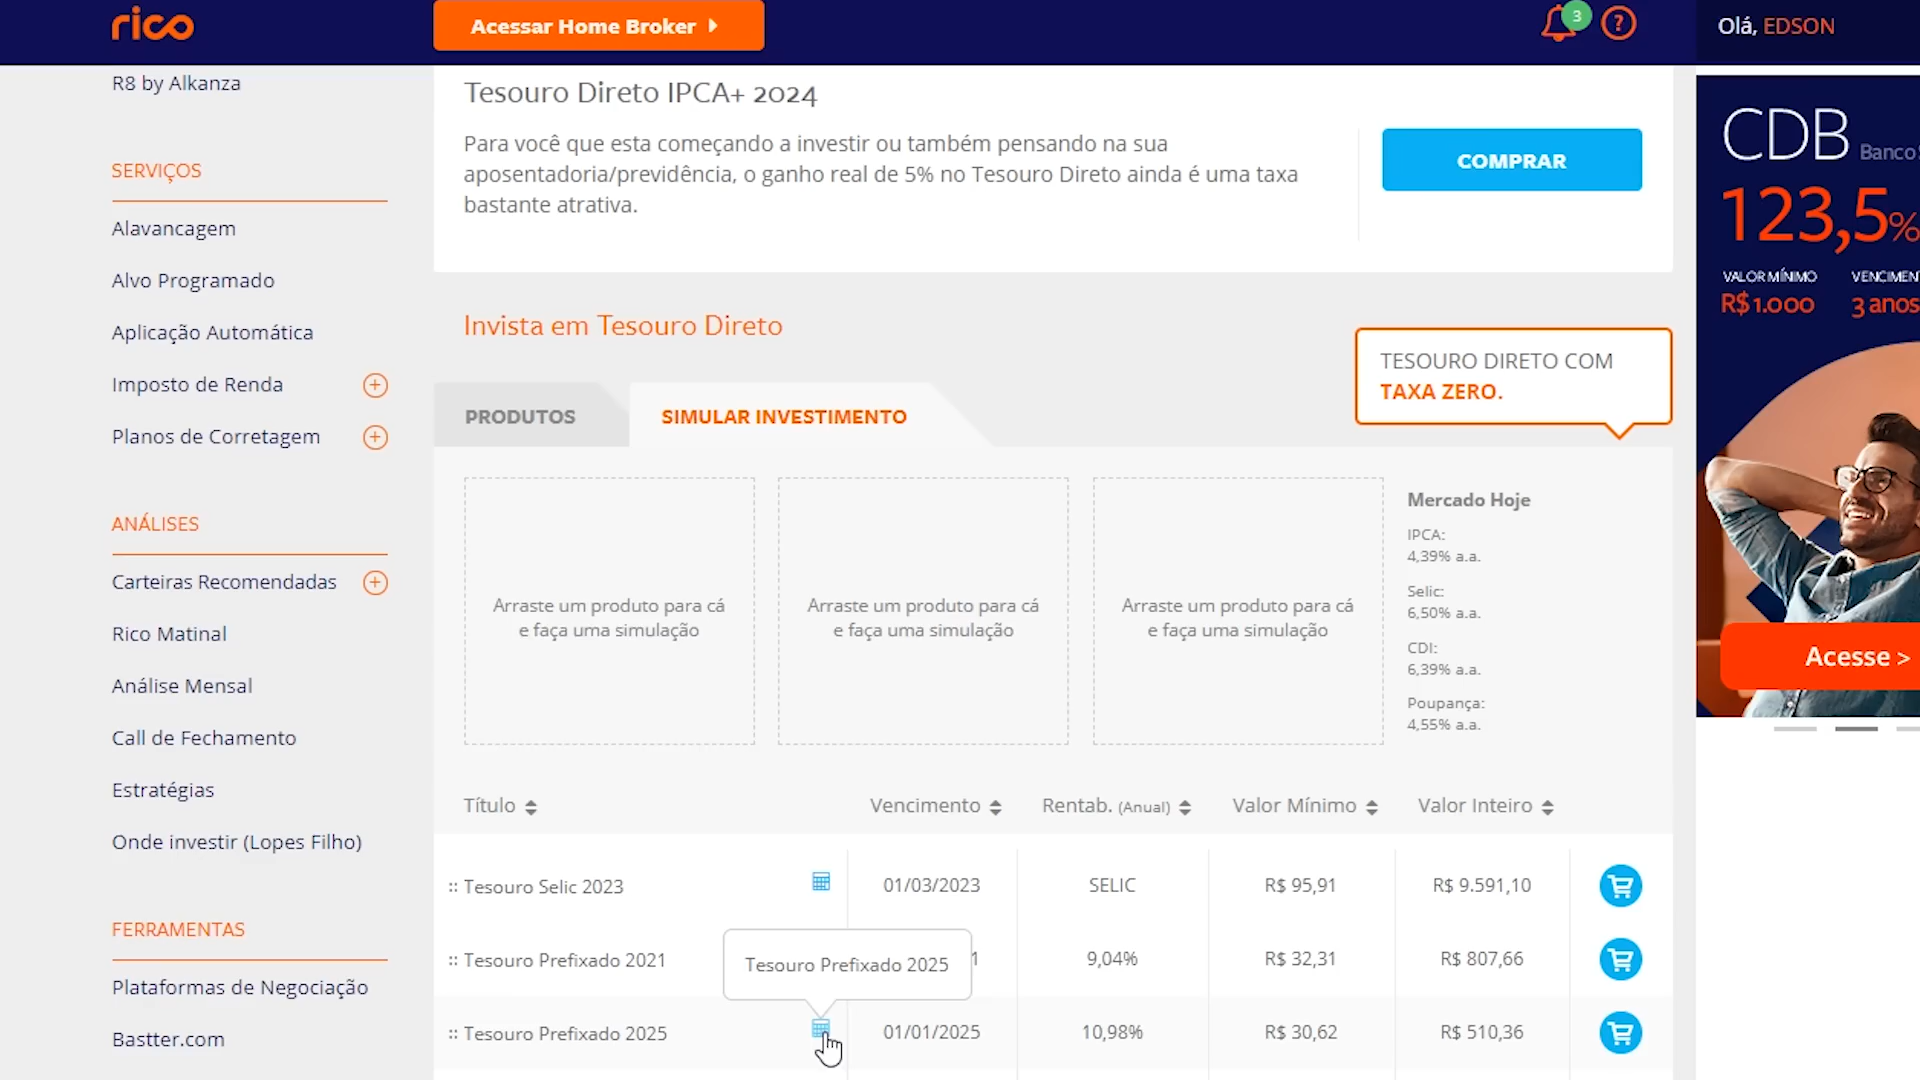 rico
Acessar Home Broker
3
?
Olá, EDSON
R8 by Alkanza
SERVIÇOS
Alavancagem
Alvo Programado
Aplicação Automática
Imposto de Renda
Planos de Corretagem
ANÁLISES
Carteiras Recomendadas
Rico Matinal
Análise Mensal
Call de Fechamento
Estratégias
Onde investir (Lopes Filho)
FERRAMENTAS
Plataformas de Negociação
Bastter.com
Tesouro Direto IPCA+ 2024
Para você que esta começando a investir ou também pensando na sua
aposentadoria/previdência, o ganho real de 5% no Tesouro Direto ainda é uma taxa
bastante atrativa.
COMPRAR
Invista em Tesouro Direto
TESOURO DIRETO COM
TAXA ZERO.
PRODUTOS
SIMULAR INVESTIMENTO
Arraste um produto para cá
e faça uma simulação
Arraste um produto para cá
e faça uma simulação
Arraste um produto para cá
e faça uma simulação
Mercado Hoje
IPCA:
4,39% a.a.
Selic:
6,50% a.a.
CDI:
6,39% a.a.
Poupança:
4,55% a.a.
Título Vencimento Rentab. (Anual) Valor Mínimo Valor Inteiro
:: Tesouro Selic 2023 01/03/2023 SELIC R$ 95,91 R$ 9.591,10
:: Tesouro Prefixado 2021 1 9,04% R$ 32,31 R$ 807,66
Tesouro Prefixado 2025
:: Tesouro Prefixado 2025 01/01/2025 10,98% R$ 30,62 R$ 510,36
CDB Banco
123,5%
VALOR MÍNIMO VENCIMEN
R$ 1.000 3 anos
Acesse >